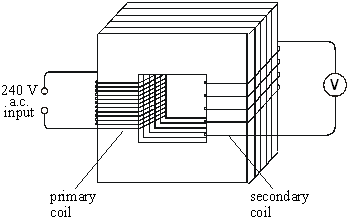 240 V
a.c.
input
V
primary
coil
secondary
coil